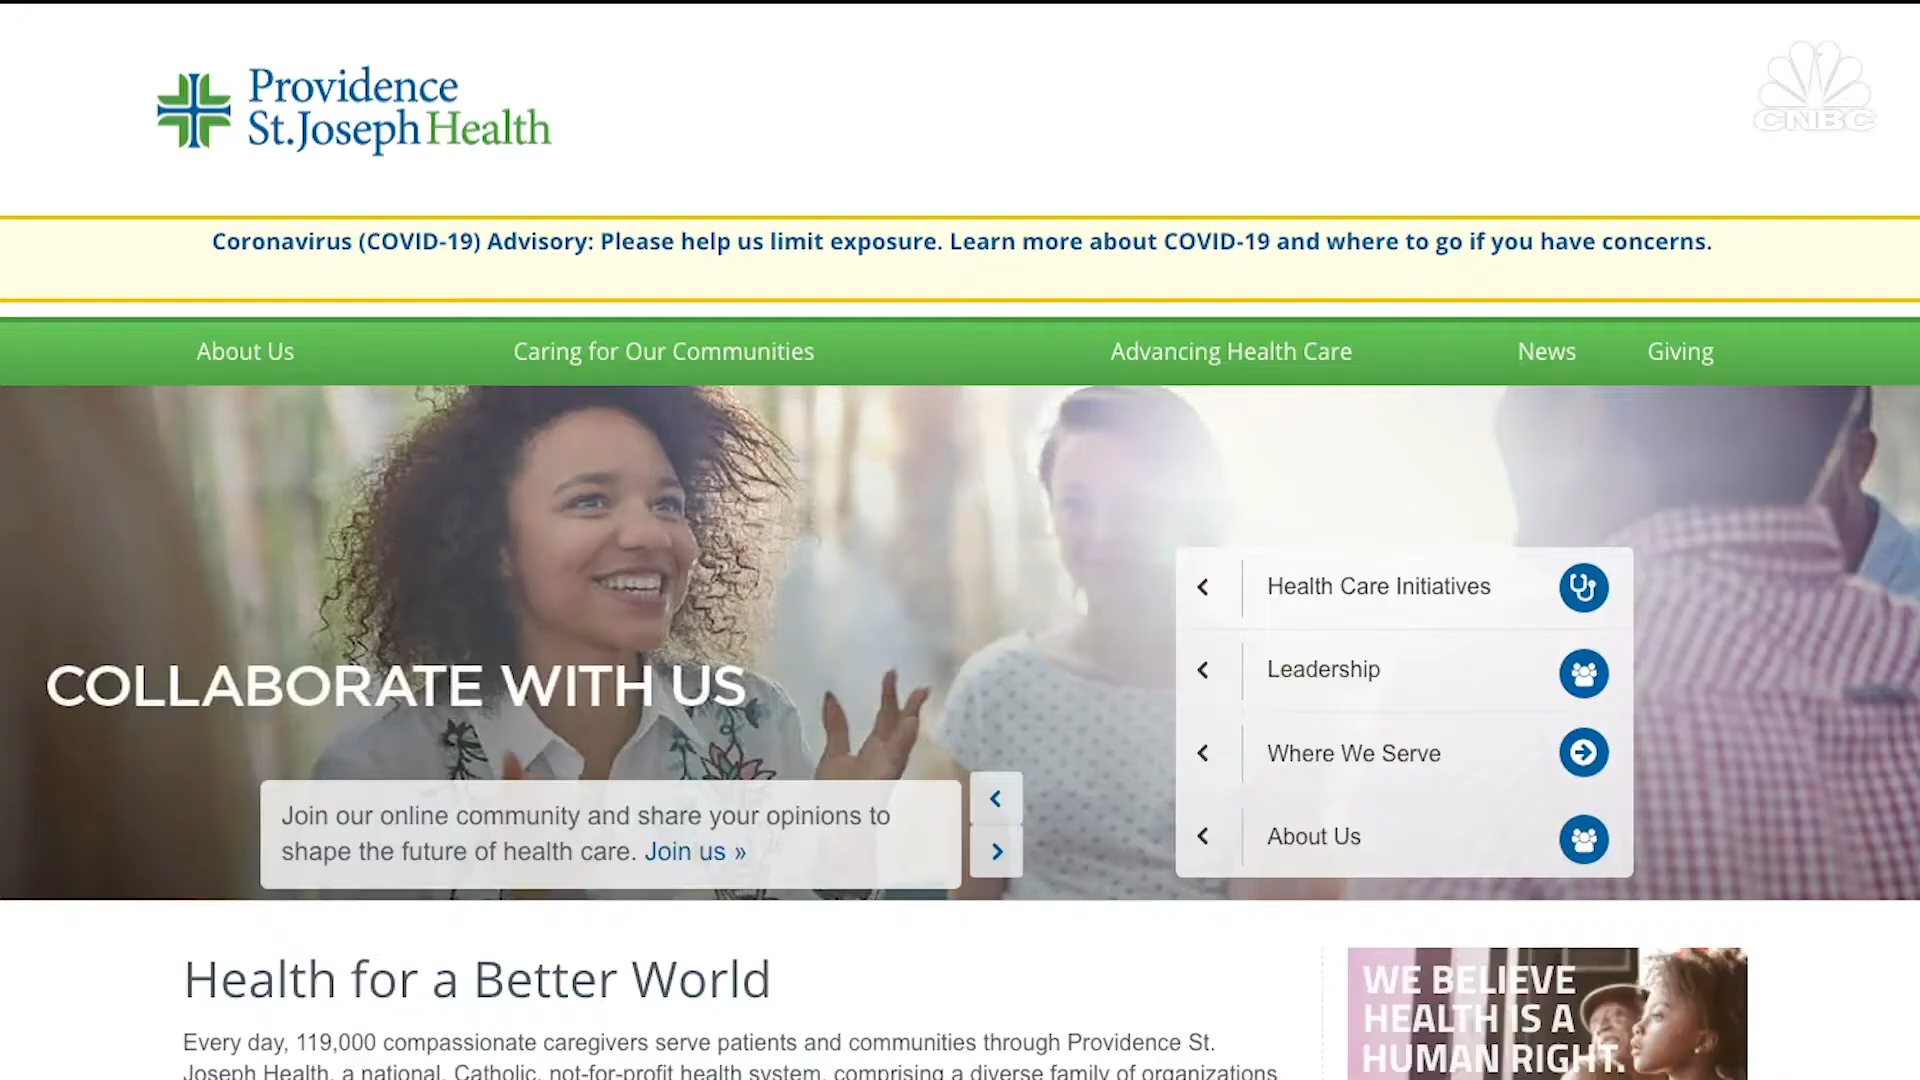 Providence
St. Joseph Health
CNBC
Coronavirus (COVID-19) Advisory: Please help us limit exposure. Learn more about COVID-19 and where to go if you have concerns.
About Us
Caring for Our Communities
Advancing Health Care
News
Giving
COLLABORATE WITH US
Join our online community and share your opinions to
shape the future of health care. Join us »
Health Care Initiatives
Leadership
Where We Serve
About Us
Health for a Better World
Every day, 119,000 compassionate caregivers serve patients and communities through Providence St.
Joseph Health, a national, Catholic, not-for-profit health system, comprising a diverse family of organizations
WE BELIEVE
HEALTH IS A
HUMAN RIGHT.